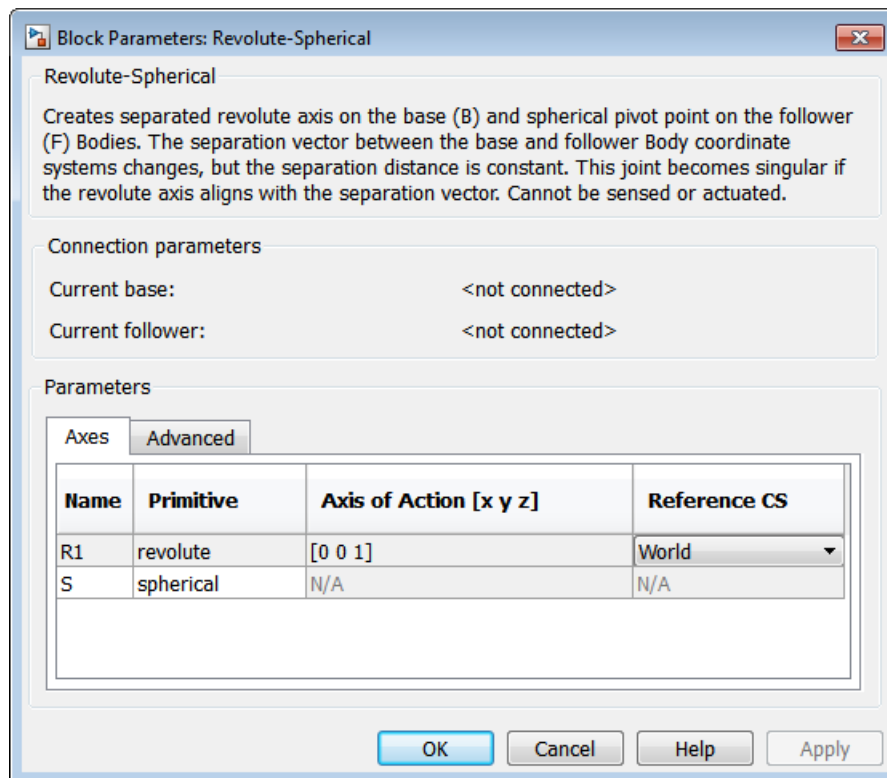 Block Parameters: Revolute-Spherical
Revolute-Spherical
Creates separated revolute axis on the base (B) and spherical pivot point on the follower
(F) Bodies. The separation vector between the base and follower Body coordinate
systems changes, but the separation distance is constant. This joint becomes singular if
the revolute axis aligns with the separation vector. Cannot be sensed or actuated.
Connection parameters
Current base: <not connected>
Current follower: <not connected>
Parameters
Axes Advanced
Name Primitive Axis of Action [x y z] Reference CS
R1 revolute [0 0 1] World
S spherical N/A N/A
OK Cancel Help Apply